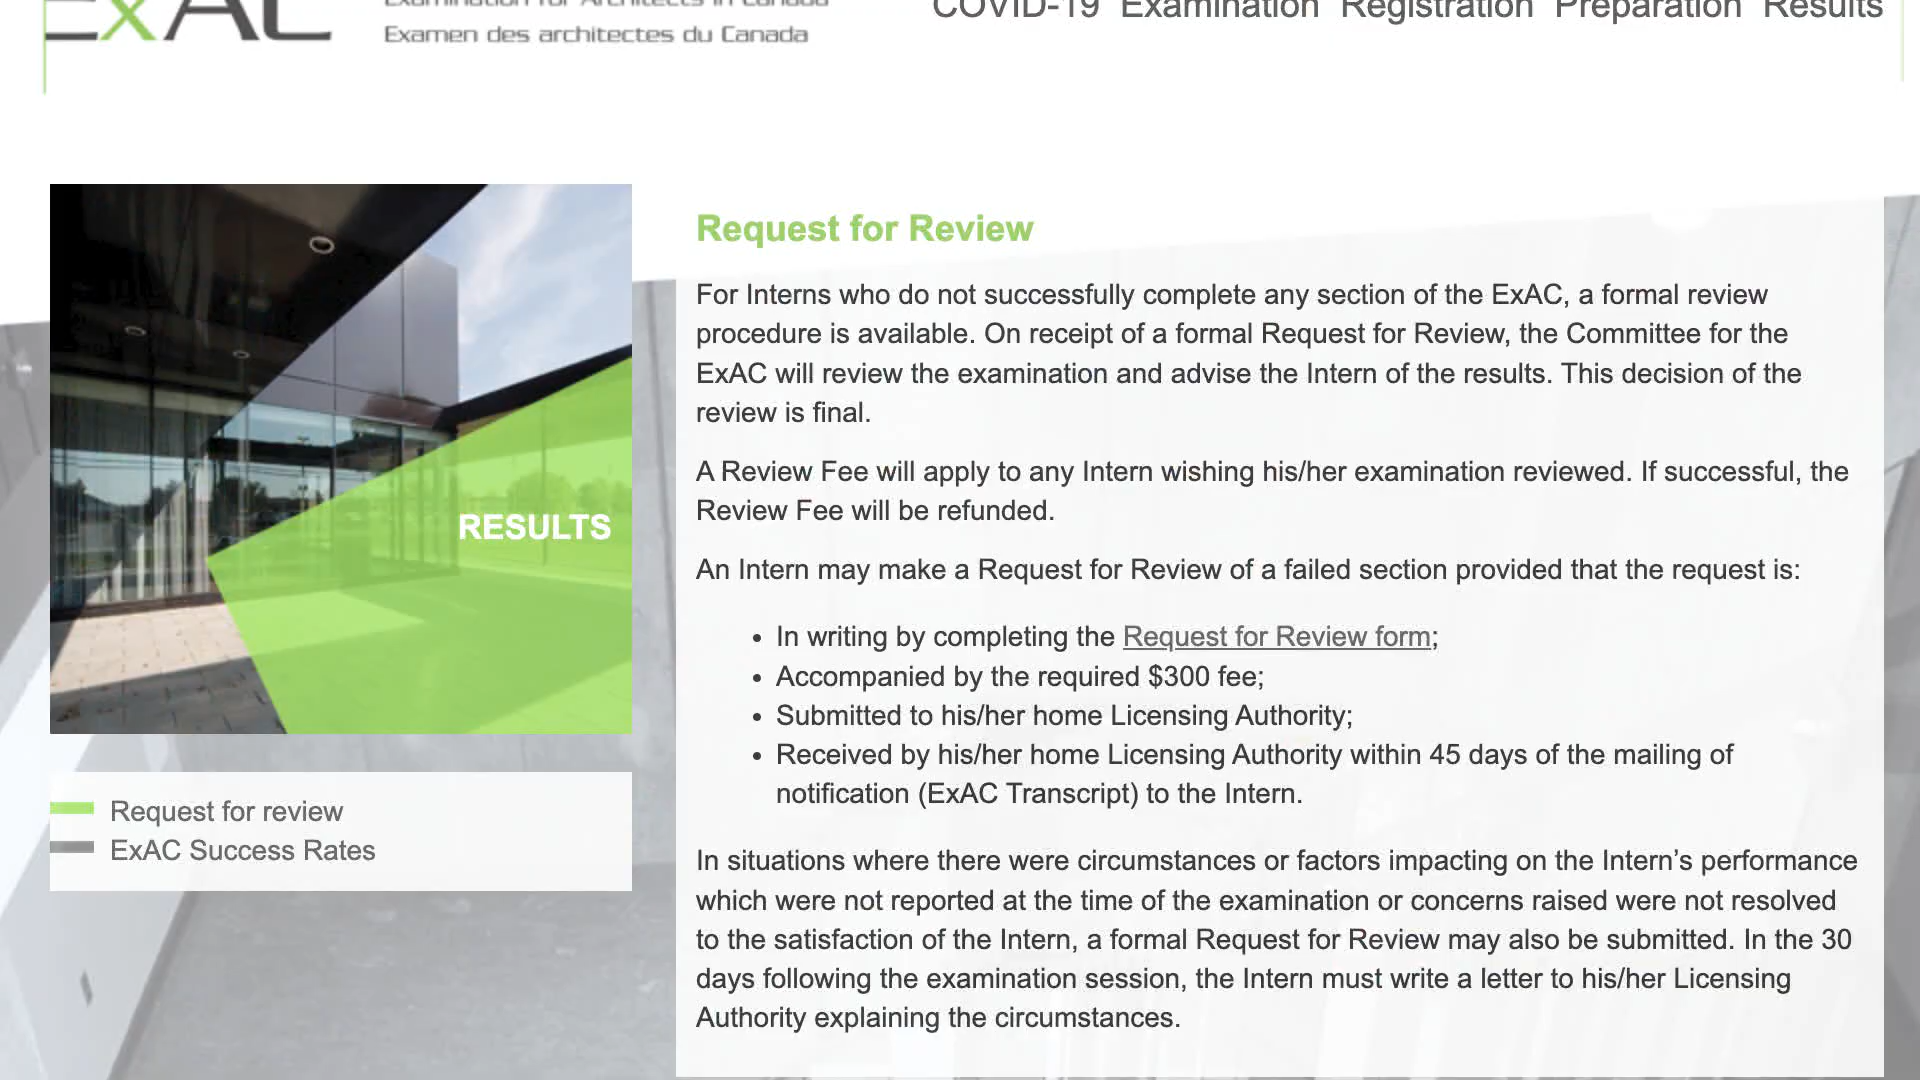 ExAC
Examination for Architects in Canada
Examen des architectes du Canada
COVID-19 Examination Registration Preparation Results
RESULTS
Request for review
ExAC Success Rates
Request for Review
For Interns who do not successfully complete any section of the ExAC, a formal review
procedure is available. On receipt of a formal Request for Review, the Committee for the
ExAC will review the examination and advise the Intern of the results. This decision of the
review is final.
A Review Fee will apply to any Intern wishing his/her examination reviewed. If successful, the
Review Fee will be refunded.
An Intern may make a Request for Review of a failed section provided that the request is:
• In writing by completing the Request for Review form;
• Accompanied by the required $300 fee;
• Submitted to his/her home Licensing Authority;
• Received by his/her home Licensing Authority within 45 days of the mailing of
notification (ExAC Transcript) to the Intern.
In situations where there were circumstances or factors impacting on the Intern’s performance
which were not reported at the time of the examination or concerns raised were not resolved
to the satisfaction of the Intern, a formal Request for Review may also be submitted. In the 30
days following the examination session, the Intern must write a letter to his/her Licensing
Authority explaining the circumstances.